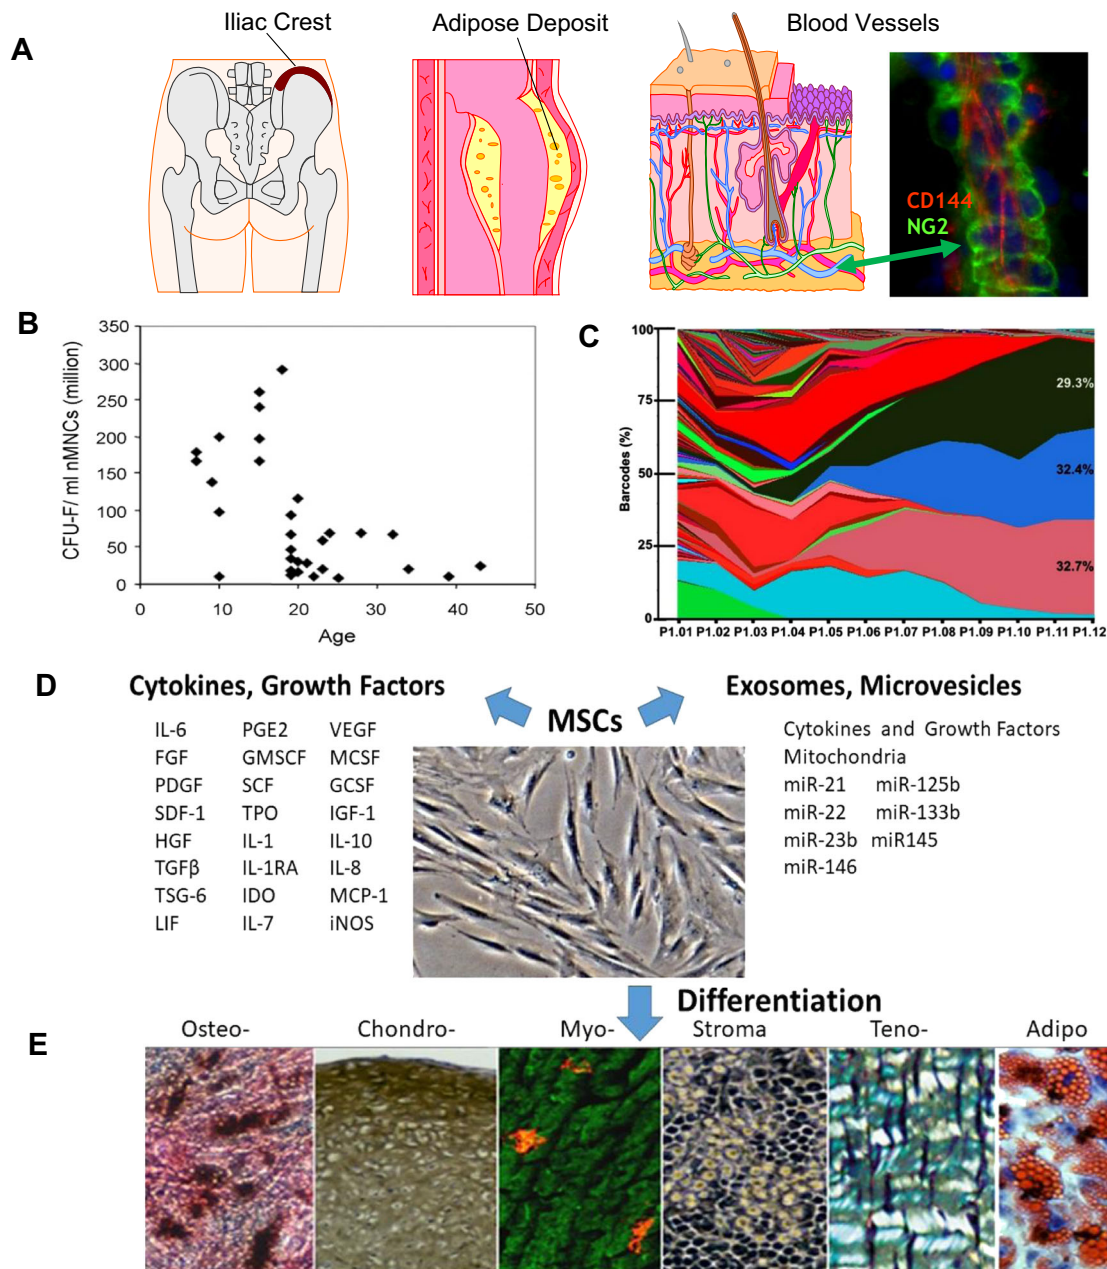 A
Iliac Crest
Adipose Deposit
Blood Vessels
CD144
NG2
B
CFU-F/ ml nMNCs (million)
350
300
250
200
150
100
50
0
0 10 20 30 40 50
Age
C
Barcodes (%)
100
75
50
25
0
29.3%
32.4%
32.7%
P1.01 P1.02 P1.03 P1.04 P1.05 P1.06 P1.07 P1.08 P1.09 P1.10 P1.11 P1.12
D
Cytokines, Growth Factors
MSCs
Exosomes, Microvesicles
IL-6 PGE2 VEGF
FGF GMSCF MCSF
PDGF SCF GCSF
SDF-1 TPO IGF-1
HGF IL-1 IL-10
TGFβ IL-1RA IL-8
TSG-6 IDO MCP-1
LIF IL-7 iNOS
Cytokines and Growth Factors
Mitochondria
miR-21 miR-125b
miR-22 miR-133b
miR-23b miR145
miR-146
Differentiation
E
Osteo- Chondro- Myo- Stroma Teno- Adipo